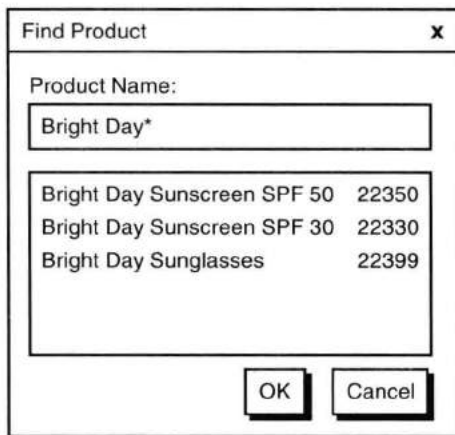 Find Product x
Product Name:
Bright Day*
Bright Day Sunscreen SPF 50 22350
Bright Day Sunscreen SPF 30 22330
Bright Day Sunglasses 22399
OK Cancel